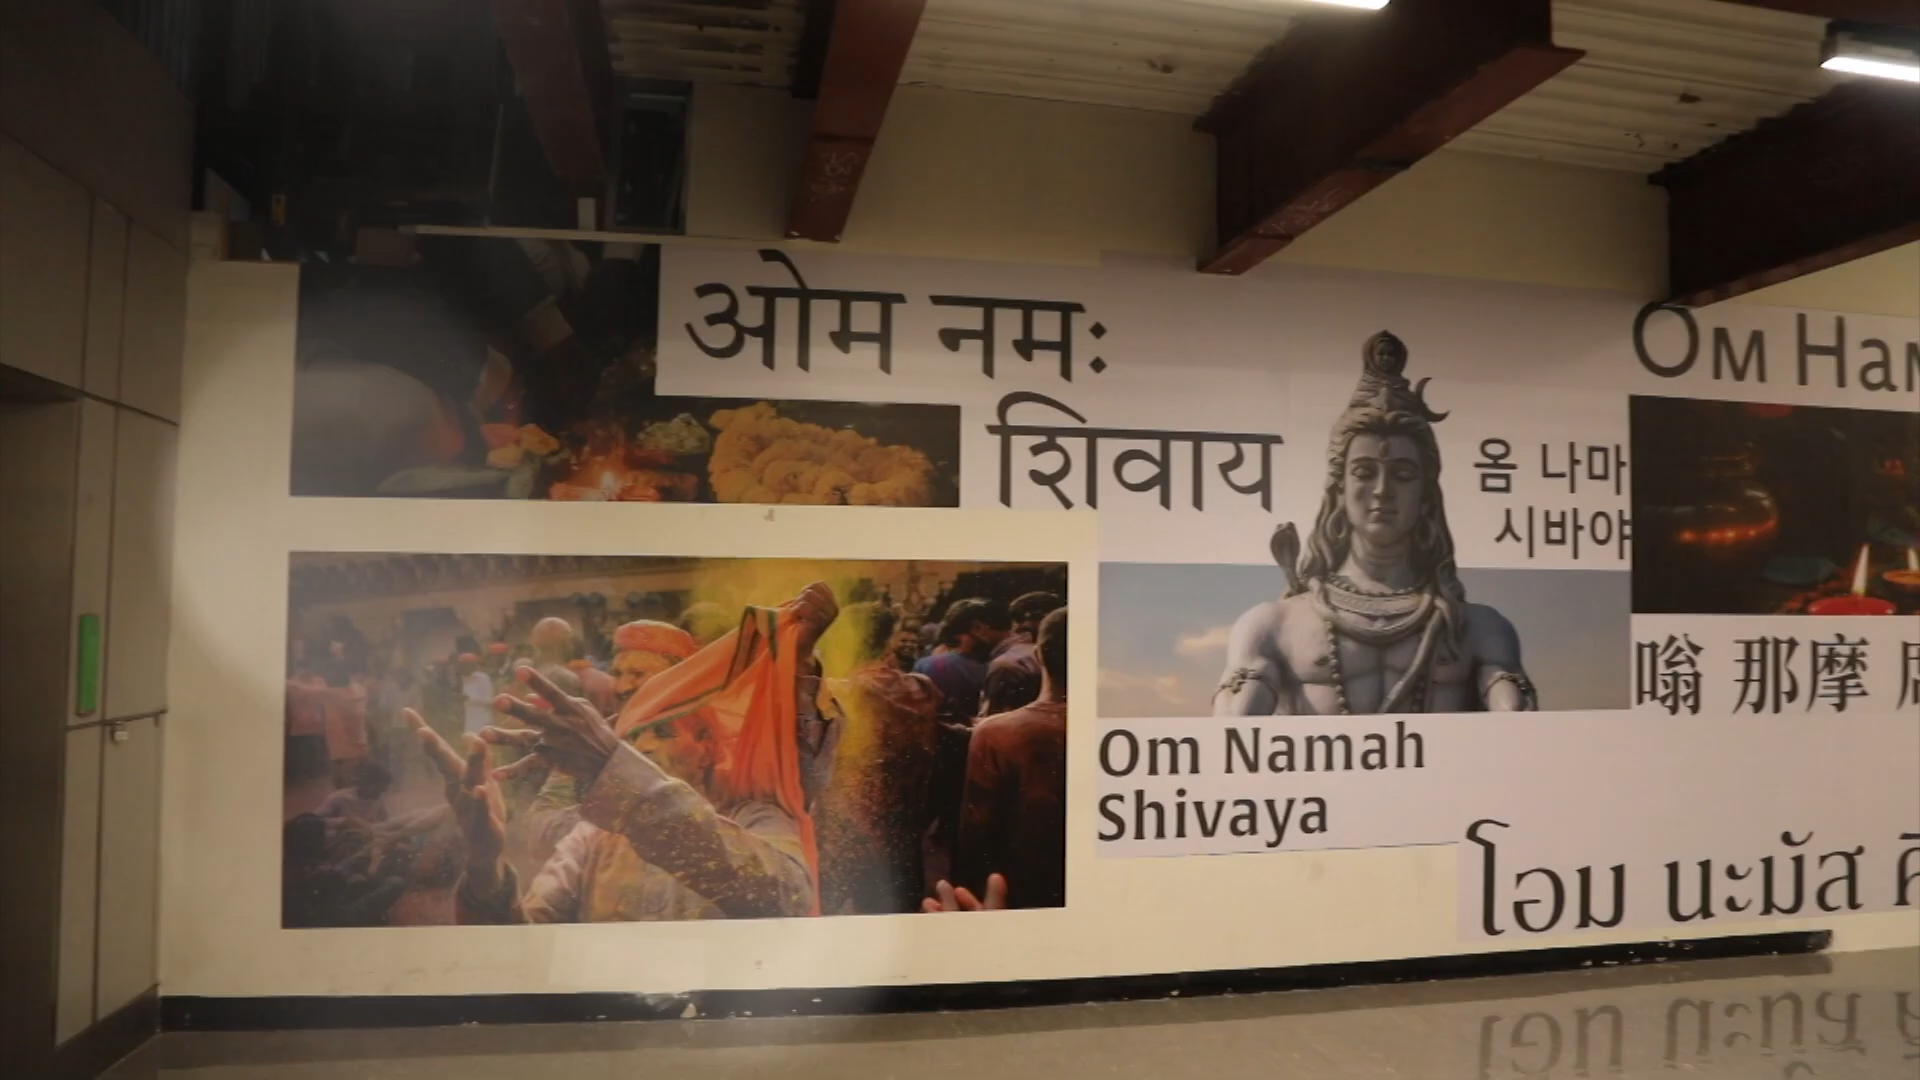 ओम नमः
शिवाय
옴 나마
시바야
Om
嗡 那摩
Om Namah
Shivaya
โอม นะมัส